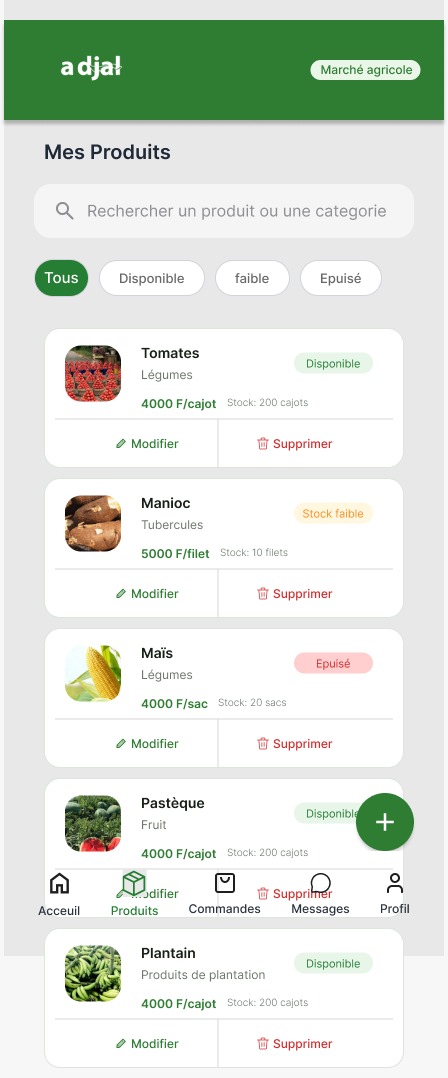 adjal
Marché agricole
Mes Produits
Rechercher un produit ou une categorie
Tous
Disponible
faible
Epuisé
Tomates
Disponible
Légumes
4000 F/cajot Stock: 200 cajots
Modifier
Supprimer
Manioc
Stock faible
Tubercules
5000 F/filet Stock: 10 filets
Modifier
Supprimer
Maïs
Epuisé
Légumes
4000 F/sac Stock: 20 sacs
Modifier
Supprimer
Pastèque
Disponible
Fruit
4000 F/cajot Stock: 200 cajots
Modifier
Supprimer
Acceuil
Produits
Commandes
Messages
Profil
Plantain
Disponible
Produits de plantation
4000 F/cajot Stock: 200 cajots
Modifier
Supprimer